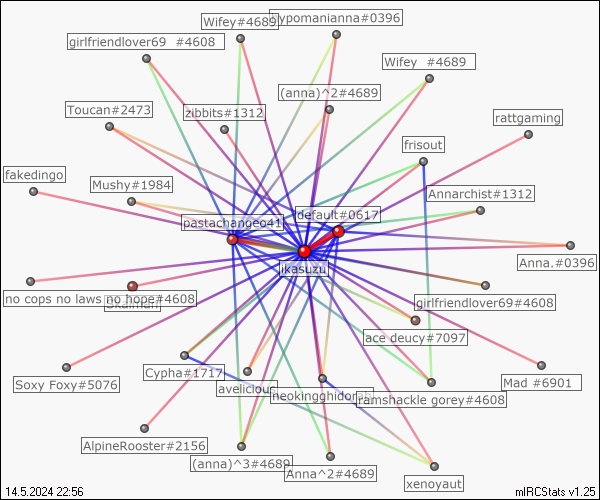 Wifey#4689
hypomanianna#0396
girlfriendlover69 #4608
Wifey #4689
(anna)^2#4689
Toucan#2473
zibbits#1312
rattgaming
frisout
fakedingo
Mushy#1984
Annarchist#1312
default#0617
pastachangeo41
Anna.#0396
ikasuzu
no cops no laws no hope#4608
girlfriendlover69#4608
ace deucy#7097
Soxy Foxy#5076
Cypha#1717
Mad #6901
avelicious
neokingghidorah
ramshackle gorey#4608
AlpineRooster#2156
(anna)^3#4689
Anna^2#4689
xenoyaut
14.5.2024 22:56
mIRCStats v1.25